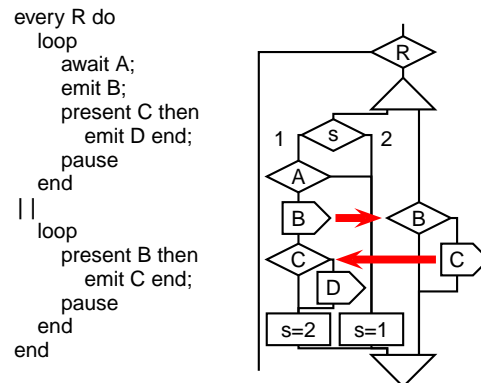 every R do
loop
await A;
emit B;
present C then
emit D end;
pause
end
||
loop
present B then
emit C end;
pause
end
end
R
1 s 2
A
B B
C C
D
s=2 s=1